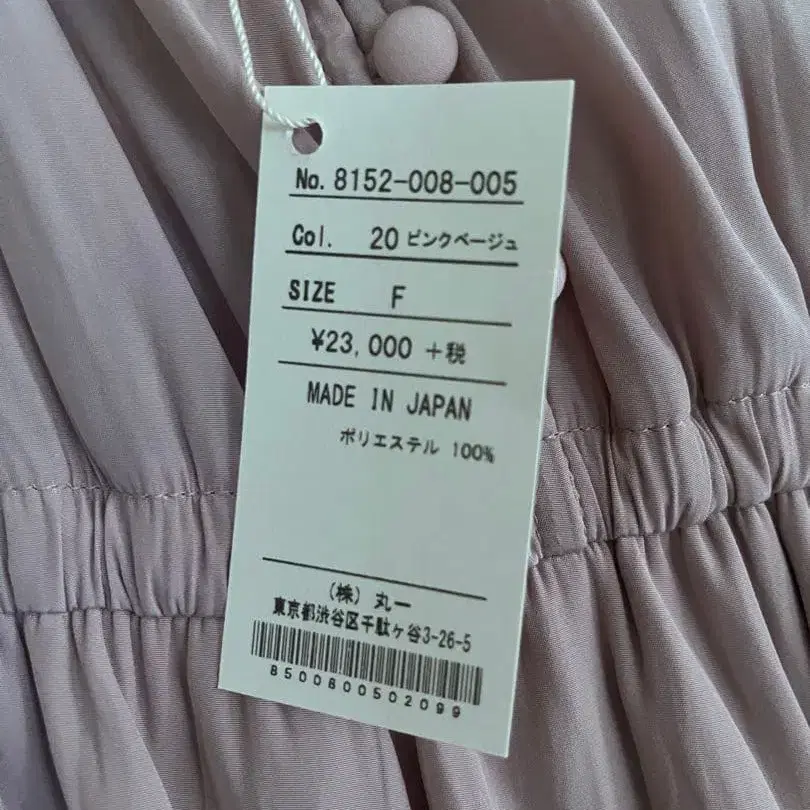 No. 8152-008-005
Col. 20 ピンクベージュ
SIZE F
¥23,000 +税
MADE IN JAPAN
ポリエステル 100%
(株) 丸一
東京都渋谷区千駄ヶ谷3-26-5
8500800502099